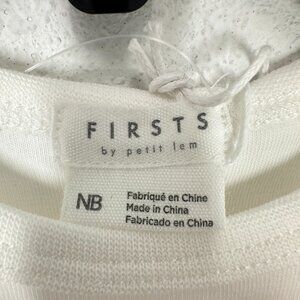 FIRSTS
by petit lem
NB
Fabriqué en Chine
Made in China
Fabricado en China